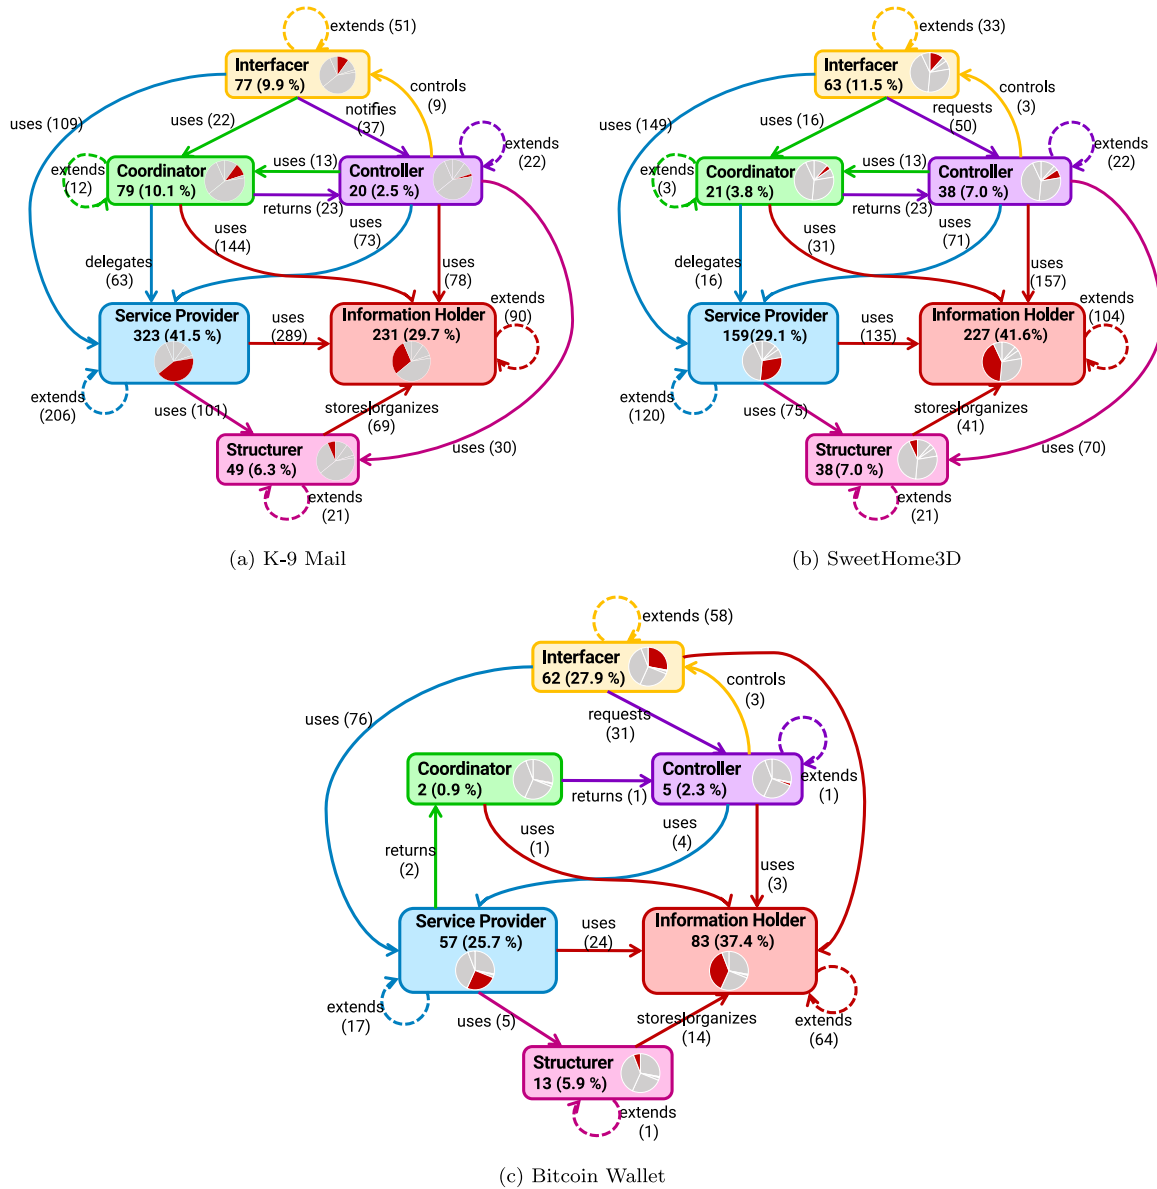 extends (51)
Interfacer
77 (9.9 %)
controls
(9)
uses (109)
uses (22)
notifies
(37)
extends
(12)
Coordinator
79 (10.1 %)
uses (13)
returns (23)
Controller
20 (2.5 %)
extends
(22)
uses
(144)
uses
(73)
delegates
(63)
uses
(78)
Service Provider
323 (41.5 %)
uses
(289)
Information Holder
231 (29.7 %)
extends
(90)
extends
(206)
uses (101)
stores|organizes
(69)
uses (30)
Structurer
49 (6.3 %)
extends
(21)
(a) K-9 Mail
extends (33)
Interfacer
63 (11.5 %)
controls
(3)
uses (149)
uses (16)
requests
(50)
extends
(3)
Coordinator
21 (3.8 %)
uses (13)
returns (23)
Controller
38 (7.0 %)
extends
(22)
uses
(31)
uses
(71)
delegates
(16)
uses
(157)
Service Provider
159(29.1 %)
uses
(135)
Information Holder
227 (41.6%)
extends
(104)
extends
(120)
uses (75)
stores|organizes
(41)
uses (70)
Structurer
38 (7.0 %)
extends
(21)
(b) SweetHome3D
extends (58)
Interfacer
62 (27.9 %)
controls
(3)
uses (76)
requests
(31)
Coordinator
2 (0.9 %)
returns (1)
Controller
5 (2.3 %)
extends
(1)
uses
(1)
uses
(4)
returns
(2)
uses
(3)
Service Provider
57 (25.7 %)
uses
(24)
Information Holder
83 (37.4 %)
extends
(17)
uses (5)
stores|organizes
(14)
extends
(64)
Structurer
13 (5.9 %)
extends
(1)
(c) Bitcoin Wallet